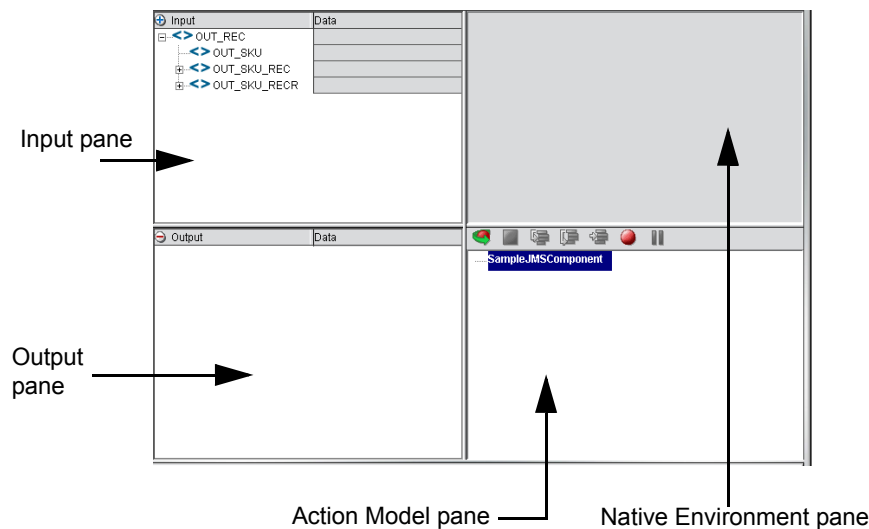 Input Data
OUT_REC
OUT_SKU
OUT_SKU_REC
OUT_SKU_RECR
Input pane
Output Data
SampleJMSComponent
Output
pane
Action Model pane
Native Environment pane